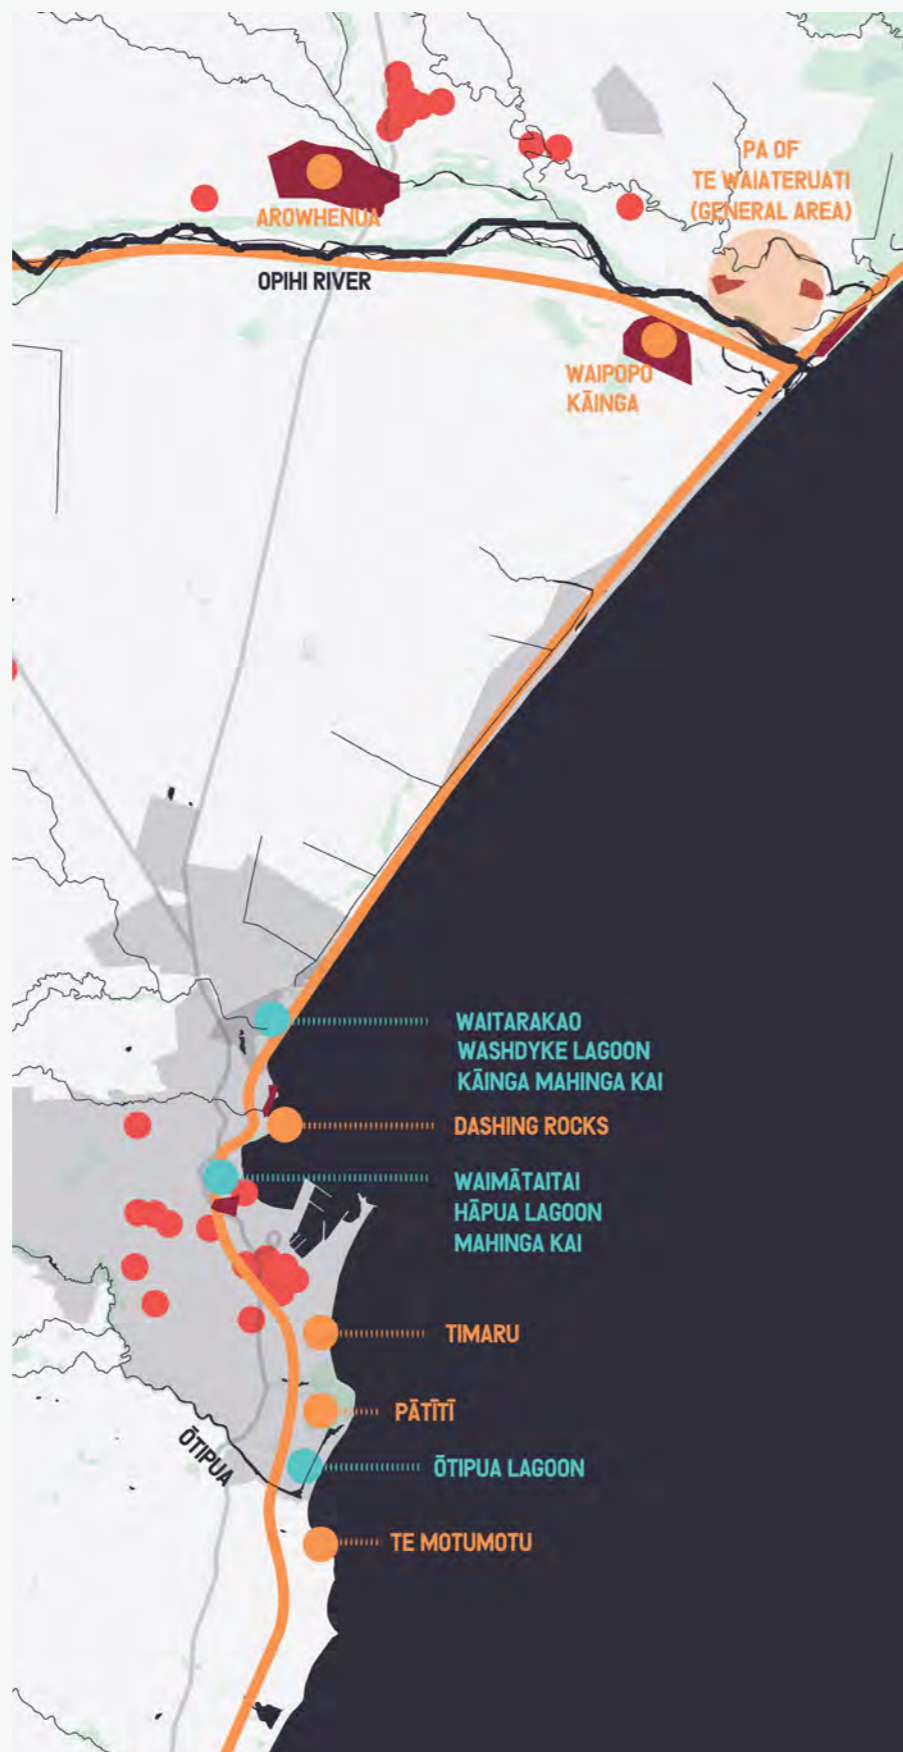 PA OF
TE WAIATERUATI
(GENERAL AREA)
AROWHENUA
OPIHI RIVER
WAIPOPO
KĀINGA
WAITARAKAO
WASHDYKE LAGOON
KĀINGA MAHINGA KAI
DASHING ROCKS
WAIMĀTAITAI
HĀPUA LAGOON
MAHINGA KAI
TIMARU
PĀTĪTĪ
ŌTIPUA
ŌTIPUA LAGOON
TE MOTUMOTU